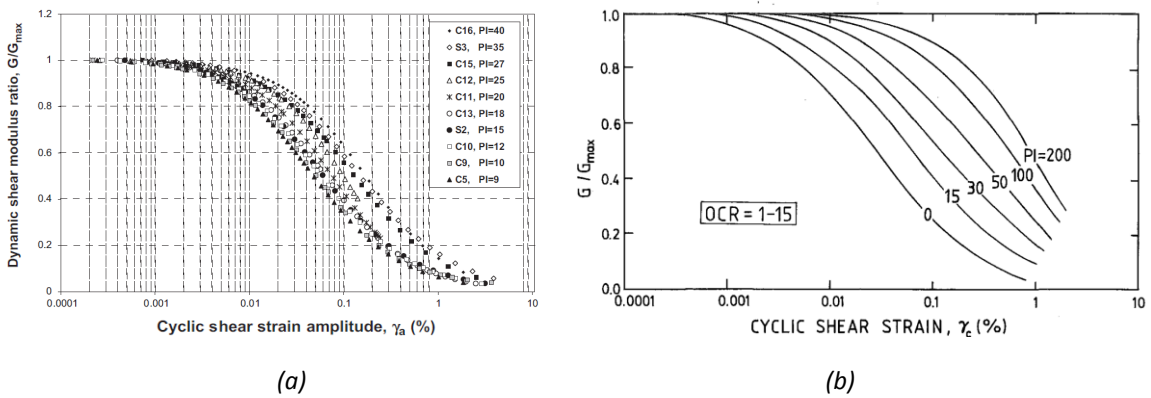 Dynamic shear modulus ratio, G/Gmax
1.2
1
0.8
0.6
0.4
0.2
0
0.0001 0.001 0.01 0.1 1 10
Cyclic shear strain amplitude, γa (%)
C16, PI=40
S3, PI=35
C15, PI=27
C12, PI=25
C11, PI=20
C13, PI=18
S2, PI=15
C10, PI=12
C9, PI=10
C5, PI=9
(a)
G / Gmax
1.0
0.8
0.6
0.4
0.2
0.0
0.0001 0.001 0.01 0.1 1 10
CYCLIC SHEAR STRAIN, γc (%)
OCR = 1-15
PI=200
100
50
30
15
0
(b)